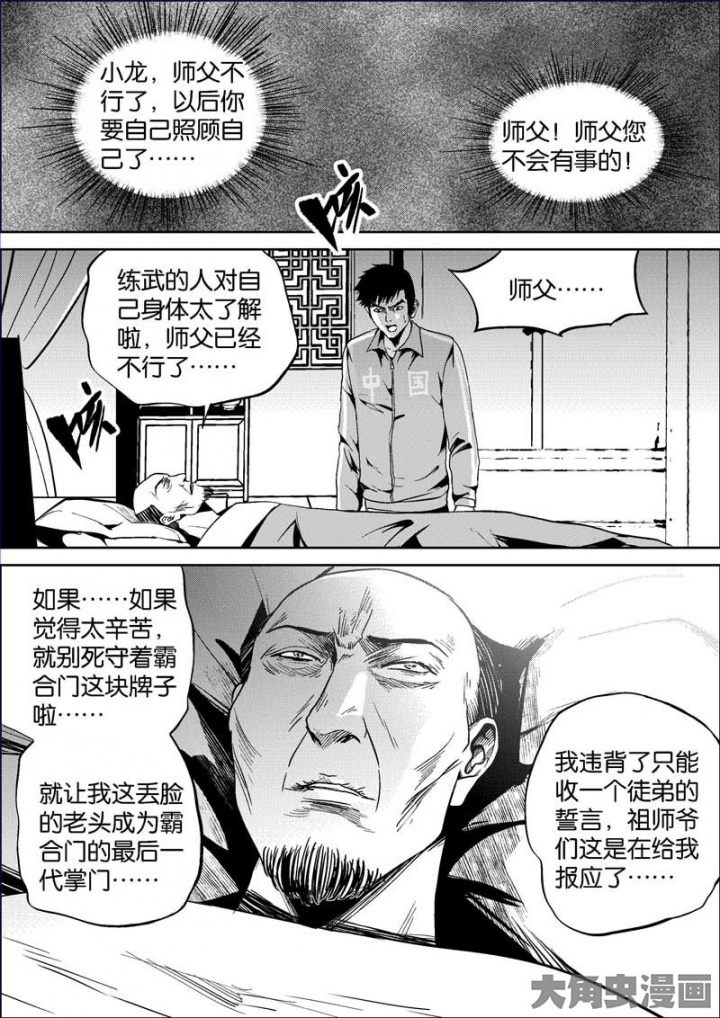 小龙，师父不
行了，以后你
要自己照顾自
己了……
师父！师父您
不会有事的！
咳
练武的人对自
己身体太了解
啦，师父已经
不行了……
师父……
中国
咳
如果……如果
觉得太辛苦，
就别死守着霸
合门这块牌子
啦……
就让我这丢脸
的老头成为霸
合门的最后一
代掌门……
我违背了只能
收一个徒弟的
誓言，祖师爷
们这是在给我
报应了……
大角虫漫画